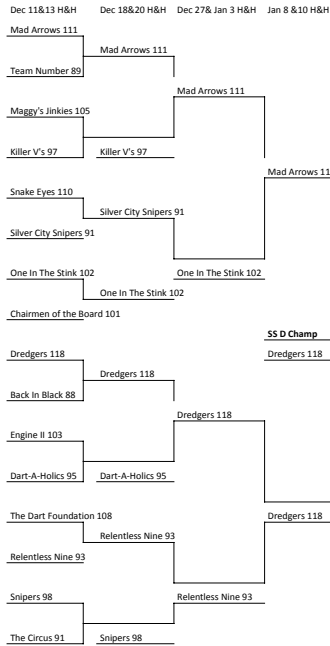 Dec 11&13 H&H Dec 18&20 H&H Dec 27& Jan 3 H&H Jan 8 &10 H&H
Mad Arrows 111
Mad Arrows 111
Team Number 89
Mad Arrows 111
Maggy's Jinkies 105
Killer V's 97 Killer V's 97
Mad Arrows 11
Snake Eyes 110
Silver City Snipers 91
Silver City Snipers 91
One In The Stink 102 One In The Stink 102
One In The Stink 102
Chairmen of the Board 101
SS D Champ
Dredgers 118 Dredgers 118
Dredgers 118
Back In Black 88
Dredgers 118
Engine II 103
Dart-A-Holics 95 Dart-A-Holics 95
The Dart Foundation 108 Dredgers 118
Relentless Nine 93
Relentless Nine 93
Snipers 98 Relentless Nine 93
The Circus 91 Snipers 98